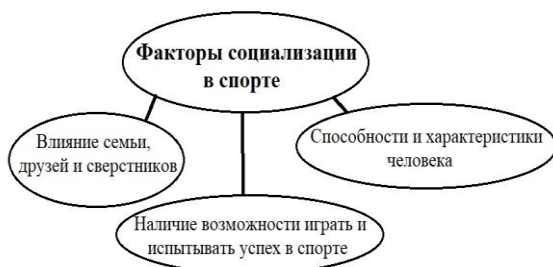 Факторы социализации
в спорте
Влияние семьи,
друзей и сверстников
Способности и характеристики
человека
Наличие возможности играть и
испытывать успех в спорте